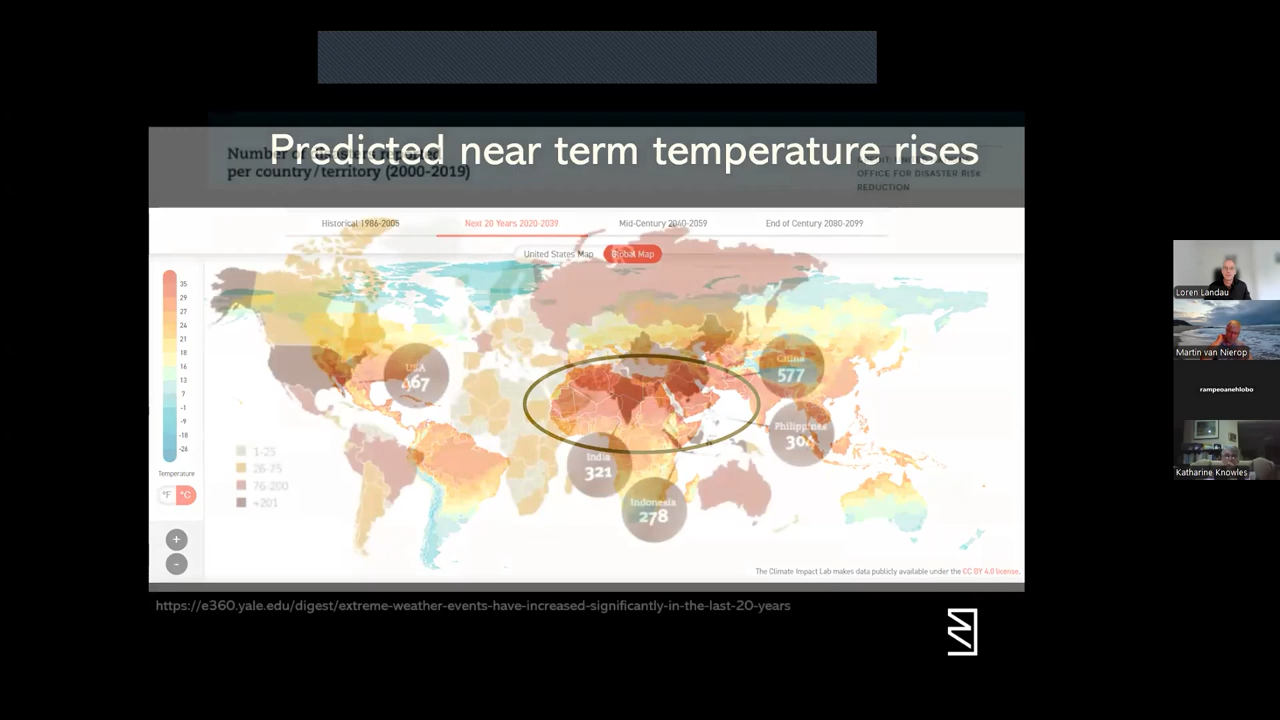 Predicted near term temperature rises
Number of disasters reported
per country/territory (2000-2019)
OFFICE FOR DISASTER RISK
REDUCTION
Historical 1986-2005
Next 20 Years 2020-2039
Mid-Century 2040-2059
End of Century 2080-2099
United States Map
Global Map
35
29
27
24
21
18
16
13
7
-1
-9
-18
-26
Temperature
°F
°C
+
-
1-25
26-75
76-200
+201
USA
467
China
577
Philippines
304
India
321
Indonesia
278
The Climate Impact Lab makes data publicly available under the CC BY 4.0 license.
https://e360.yale.edu/digest/extreme-weather-events-have-increased-significantly-in-the-last-20-years
Loren Landau
Martin van Nierop
rampeoanehlobo
Katharine Knowles